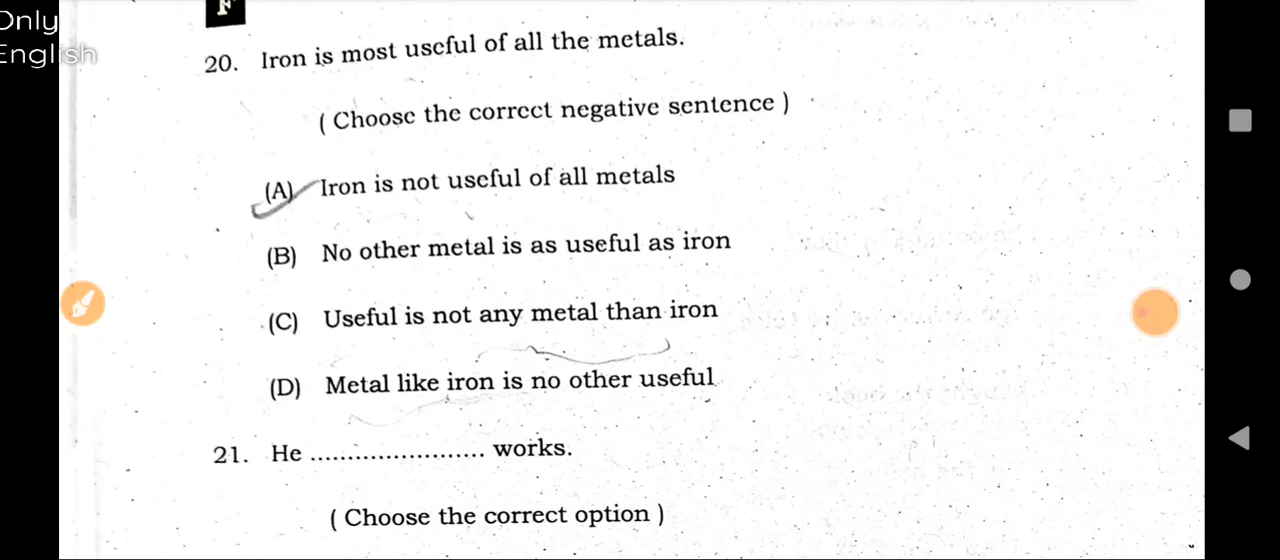 Only
English
F
20. Iron is most useful of all the metals.
( Choose the correct negative sentence )
(A) Iron is not useful of all metals
(B) No other metal is as useful as iron
(C) Useful is not any metal than iron
(D) Metal like iron is no other useful
21. He ........................ works.
( Choose the correct option )